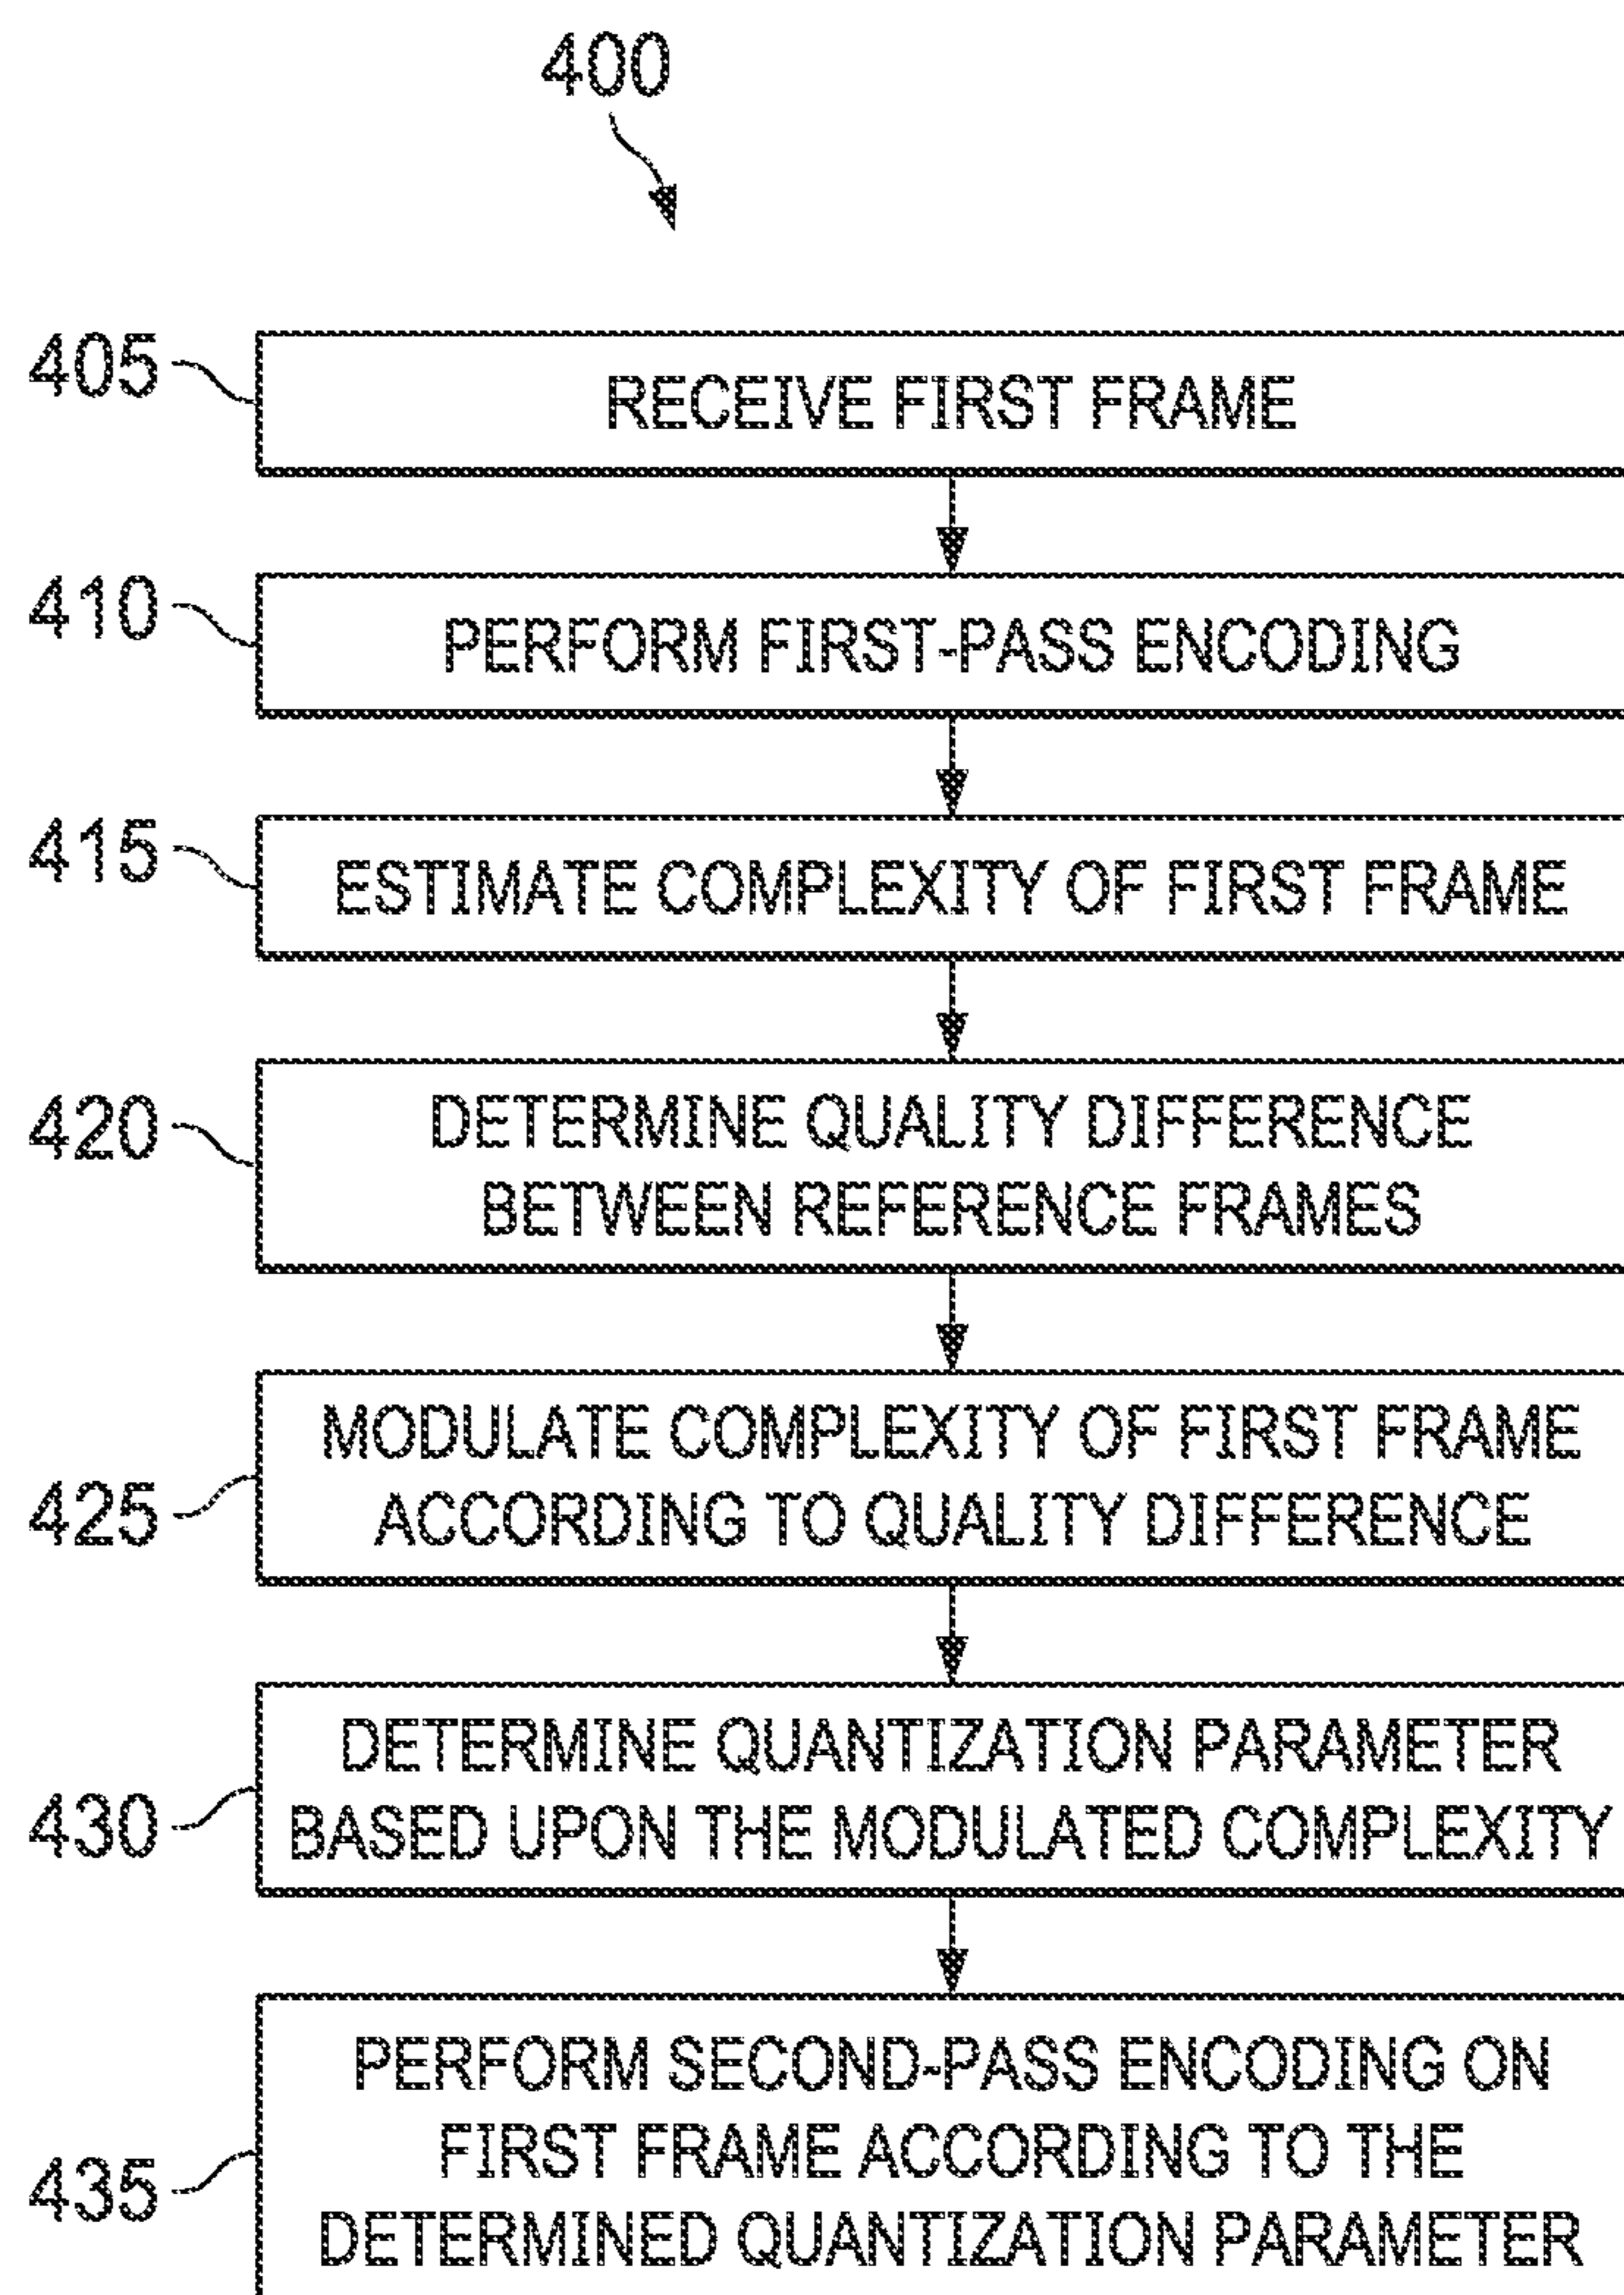 400
405
RECEIVE FIRST FRAME
410
PERFORM FIRST-PASS ENCODING
415
ESTIMATE COMPLEXITY OF FIRST FRAME
420
DETERMINE QUALITY DIFFERENCE
BETWEEN REFERENCE FRAMES
425
MODULATE COMPLEXITY OF FIRST FRAME
ACCORDING TO QUALITY DIFFERENCE
430
DETERMINE QUANTIZATION PARAMETER
BASED UPON THE MODULATED COMPLEXITY
435
PERFORM SECOND-PASS ENCODING ON
FIRST FRAME ACCORDING TO THE
DETERMINED QUANTIZATION PARAMETER